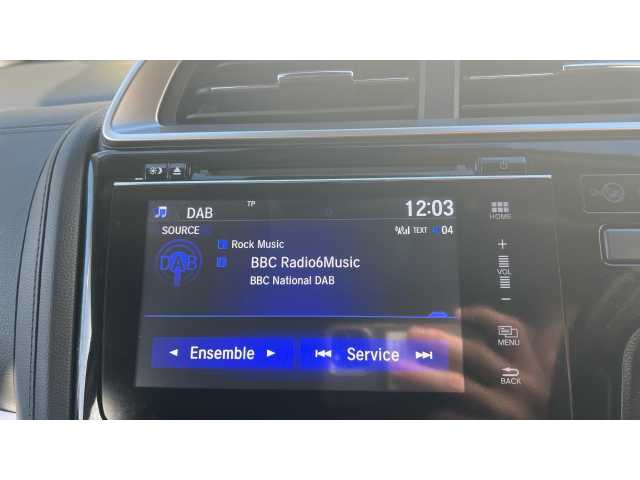 TP
DAB 12:03
SOURCE TEXT 04
Rock Music
DAB BBC Radio6Music
BBC National DAB
Ensemble Service
HOME
+
VOL
−
MENU
BACK